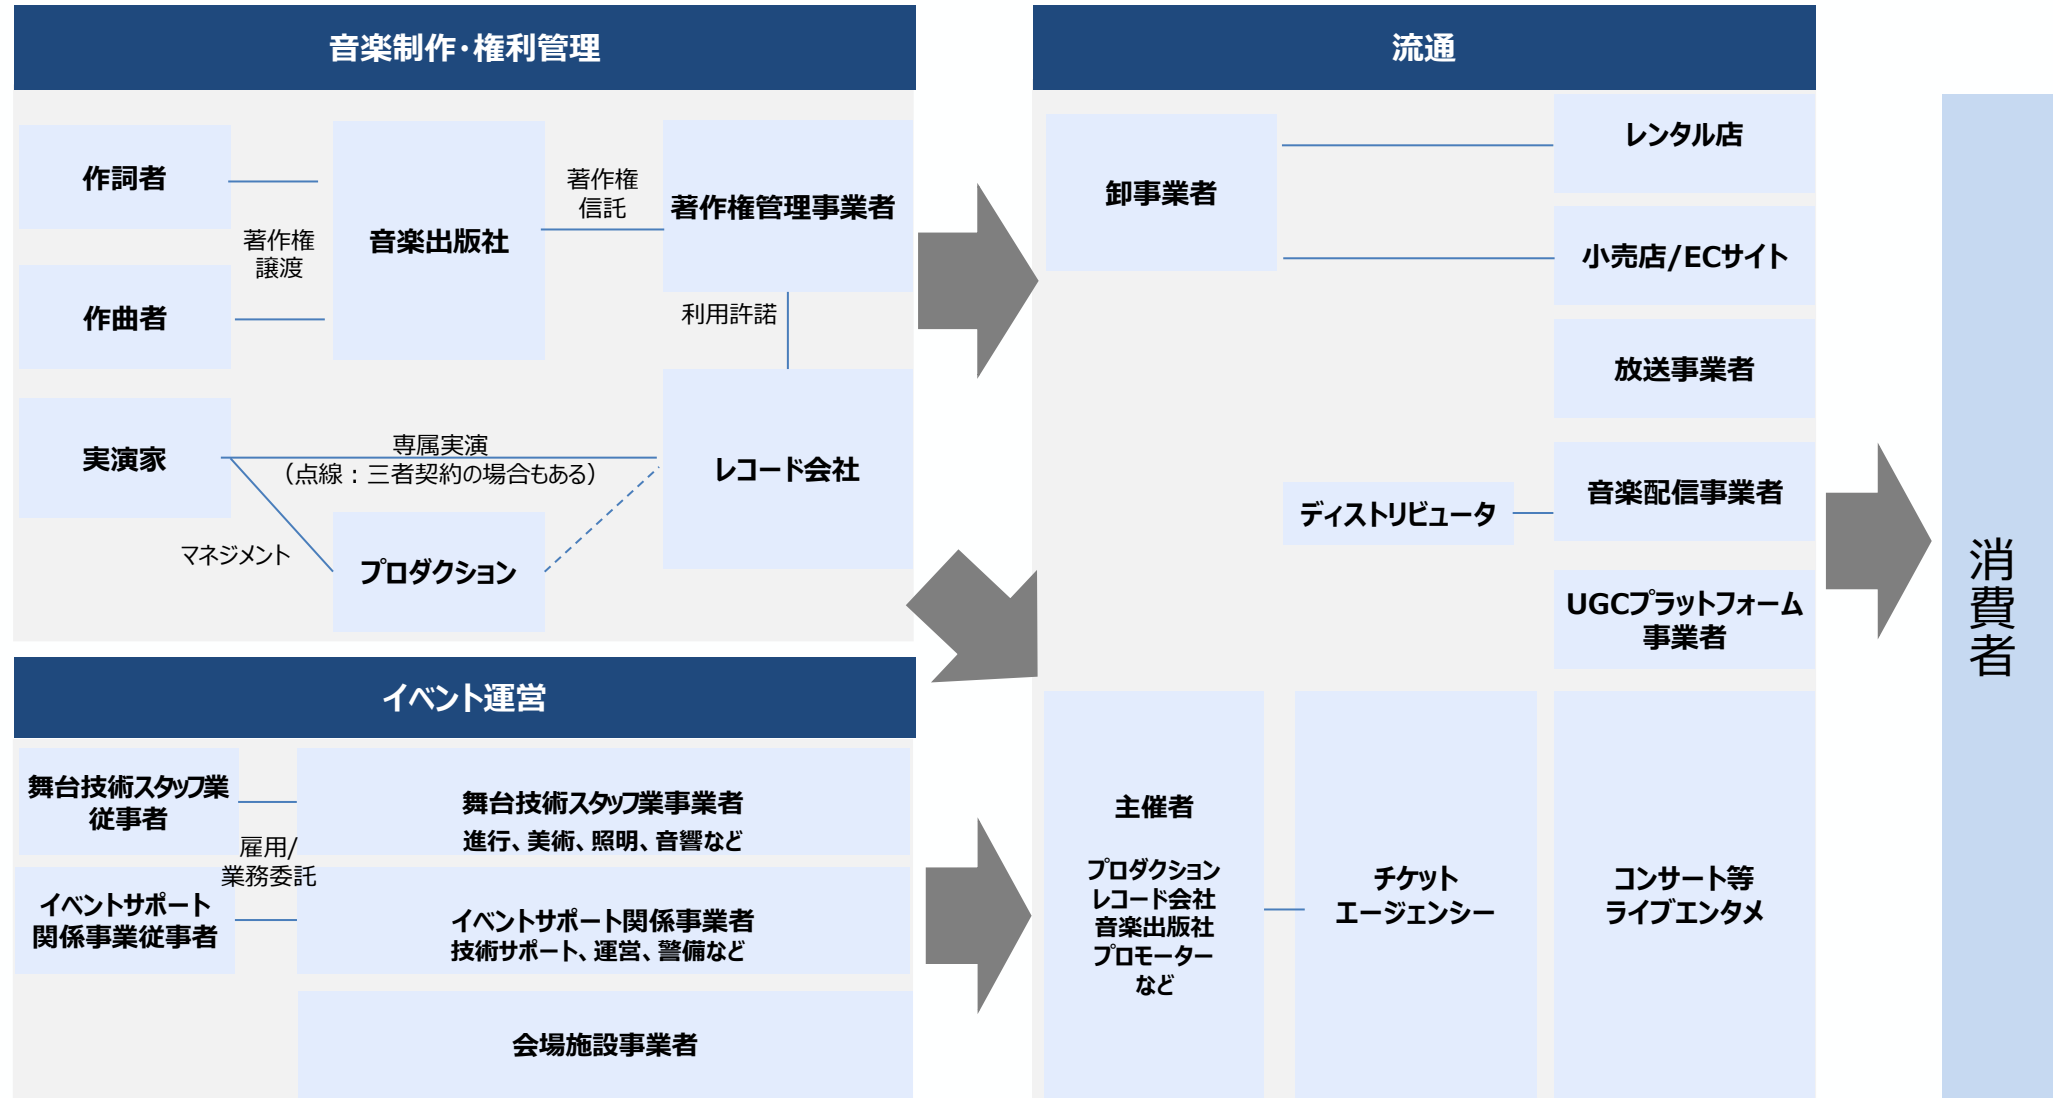 音楽制作・権利管理
作詞者
作曲者
著作権
譲渡
音楽出版社
著作権
信託
著作権管理事業者
利用許諾
実演家
専属実演
（点線：三者契約の場合もある）
レコード会社
マネジメント
プロダクション
イベント運営
舞台技術スタッフ業
従事者
雇用/
業務委託
舞台技術スタッフ業事業者
進行、美術、照明、音響など
イベントサポート
関係事業従事者
イベントサポート関係事業者
技術サポート、運営、警備など
会場施設事業者
流通
卸事業者
レンタル店
小売店/ECサイト
放送事業者
ディストリビュータ
音楽配信事業者
UGCプラットフォーム
事業者
主催者
プロダクション
レコード会社
音楽出版社
プロモーター
など
チケット
エージェンシー
コンサート等
ライブエンタメ
消費者